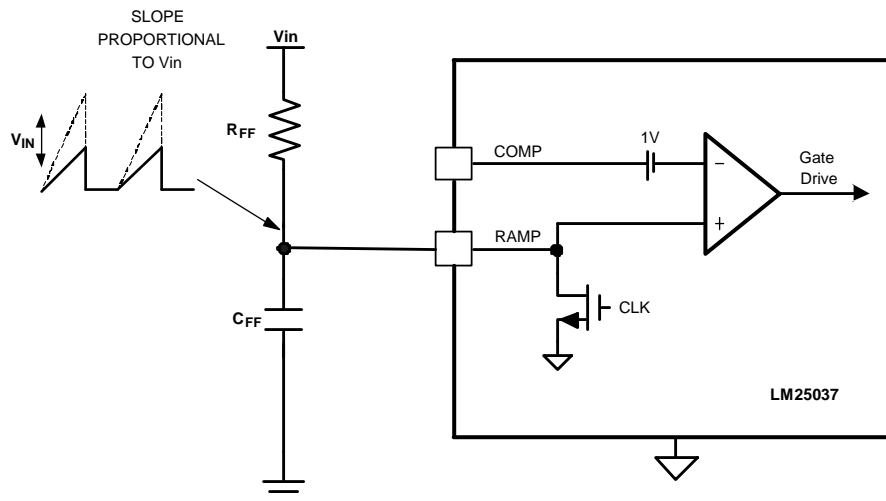 SLOPE
PROPORTIONAL
TO Vin
Vin
VIN
RFF
CFF
COMP
1V
−
+
Gate
Drive
RAMP
CLK
LM25037